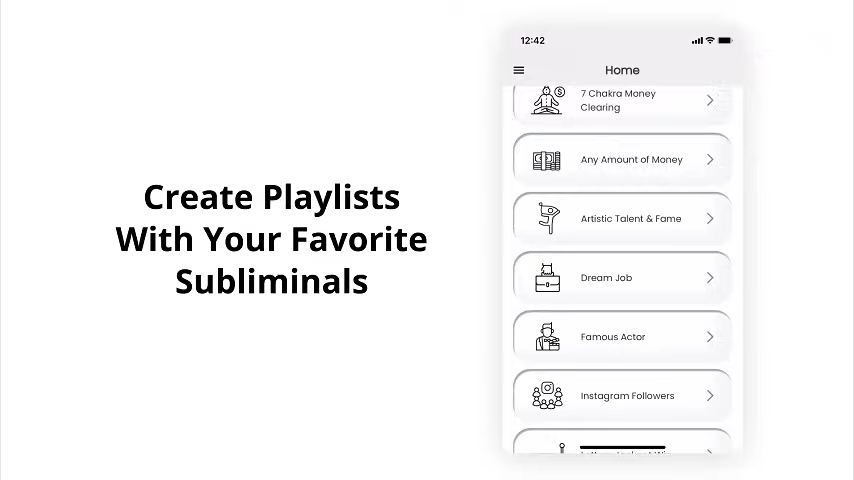 Create Playlists
With Your Favorite
Subliminals
12:42
Home
7 Chakra Money
Clearing
Any Amount of Money
Artistic Talent & Fame
Dream Job
Famous Actor
Instagram Followers